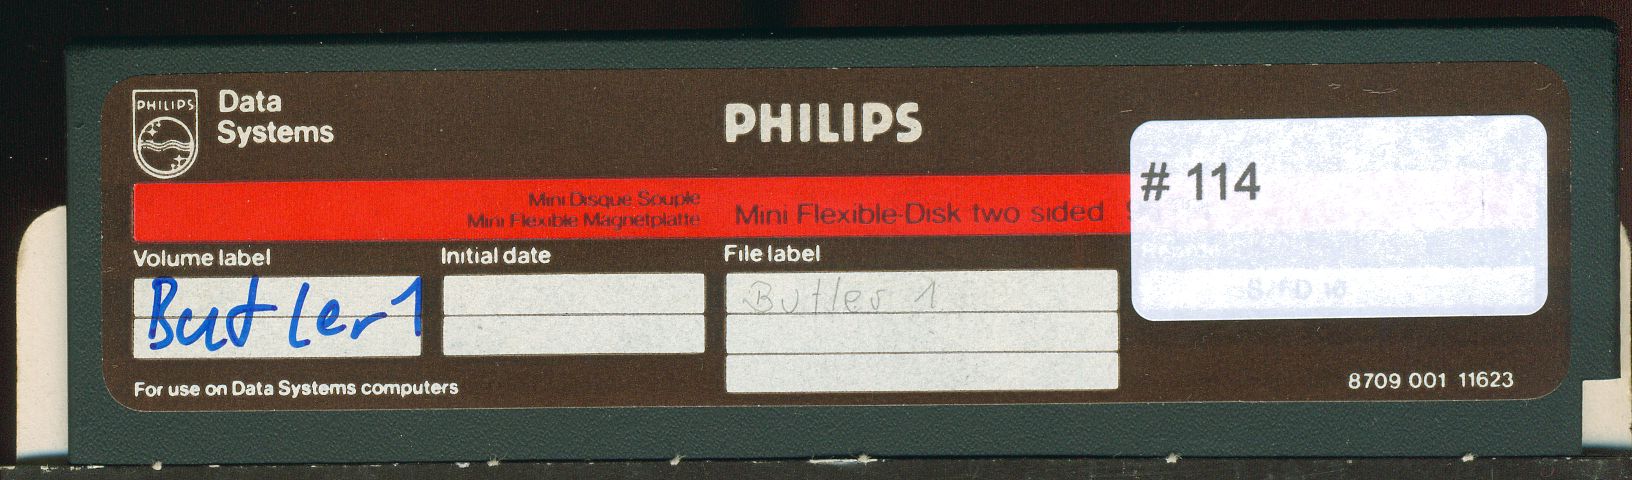 PHILIPS
Data
Systems
PHILIPS
# 114
Mini Disque Souple
Mini Flexible Magnetplatte
Mini Flexible-Disk two sided
Volume label
Initial date
File label
Butler 1
Butler 1
For use on Data Systems computers
8709 001 11623